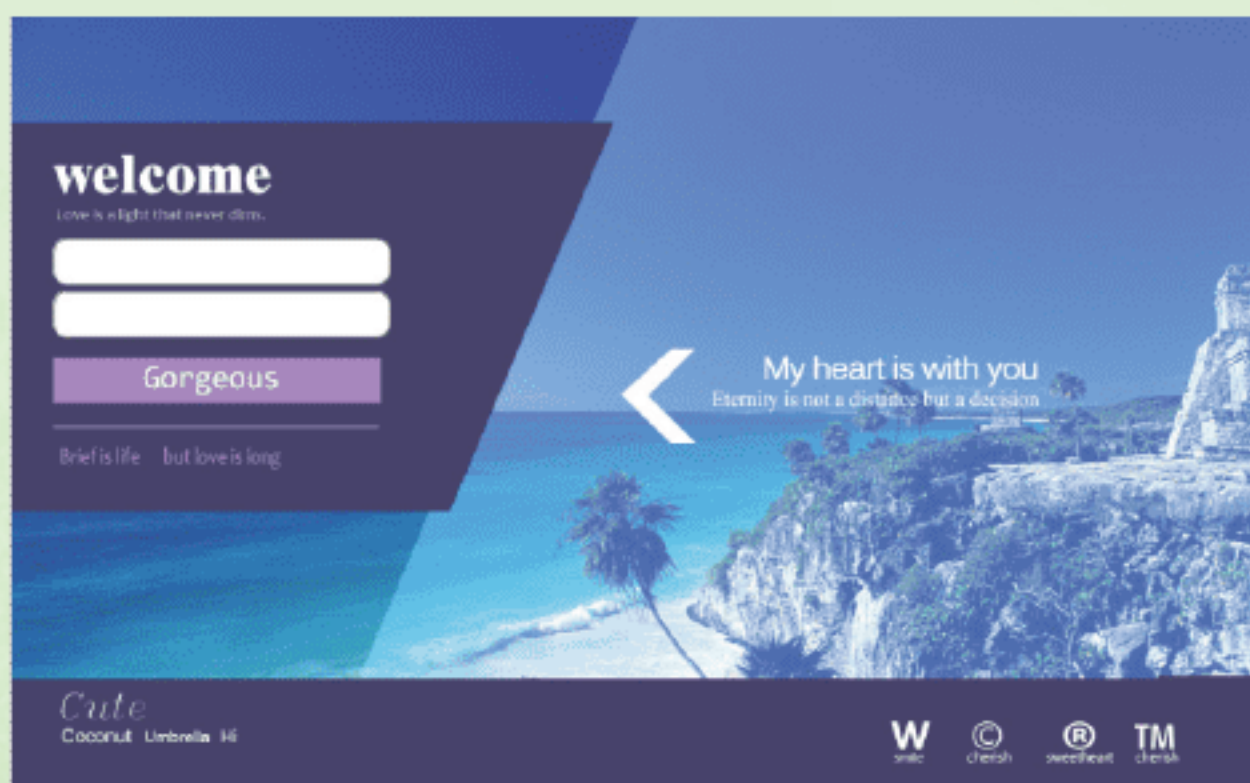 welcome
Love is a light that never dims.
Gorgeous
Brief is life but love is long
My heart is with you
Eternity is not a distance but a decision
Cute
Coconut Umbrella Hi
W © ® TM
smile cherish sweetheart cherish